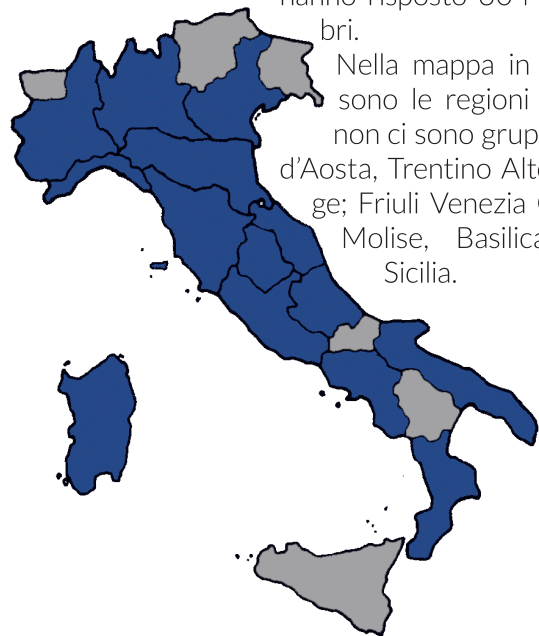 bri.
Nella mappa in
sono le regioni
non ci sono grup
d'Aosta, Trentino Alt
ge; Friuli Venezia
Molise, Basilica
Sicilia.